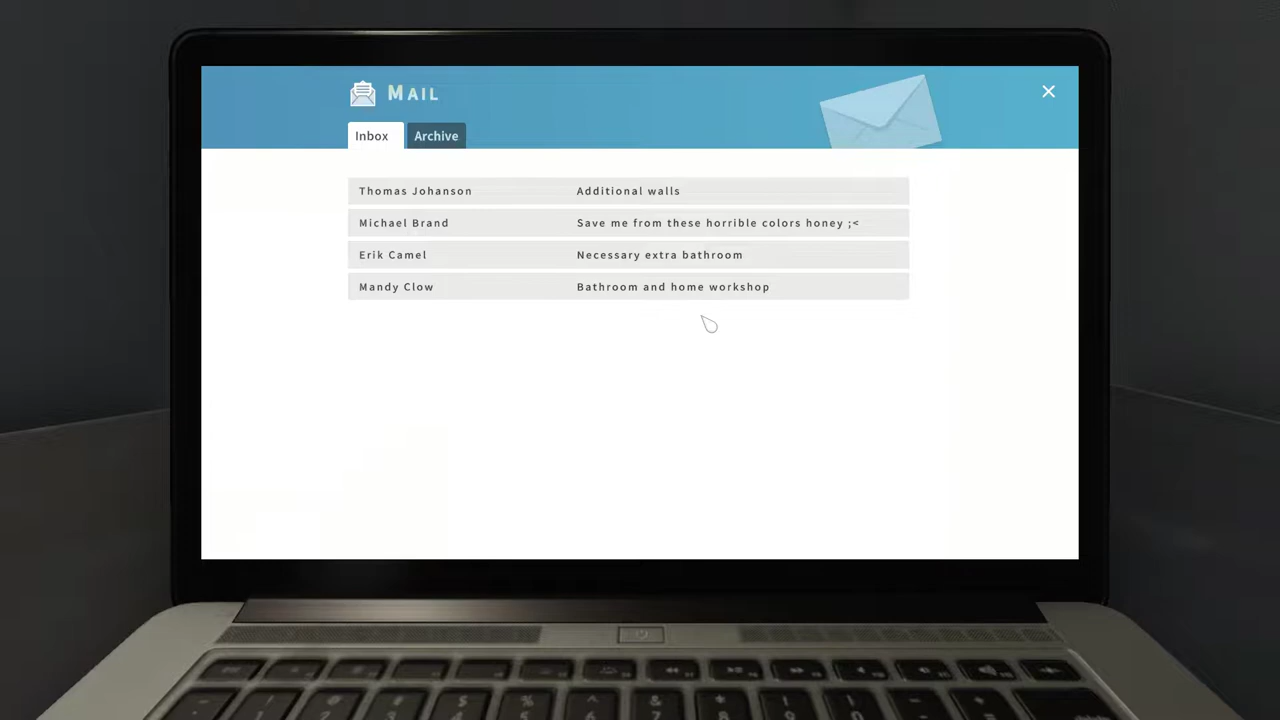 Mail
Inbox Archive
Thomas Johanson Additional walls
Michael Brand Save me from these horrible colors honey ;<
Erik Camel Necessary extra bathroom
Mandy Clow Bathroom and home workshop